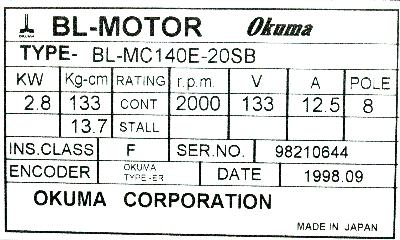 OKUMA BL-MOTOR Okuma
TYPE- BL-MC140E-20SB
KW Kg-cm RATING r.p.m. V A POLE
2.8 133 CONT 2000 133 12.5 8
13.7 STALL
INS.CLASS F SER.NO. 98210644
ENCODER OKUMA TYPE-ER DATE 1998.09
OKUMA CORPORATION
MADE IN JAPAN